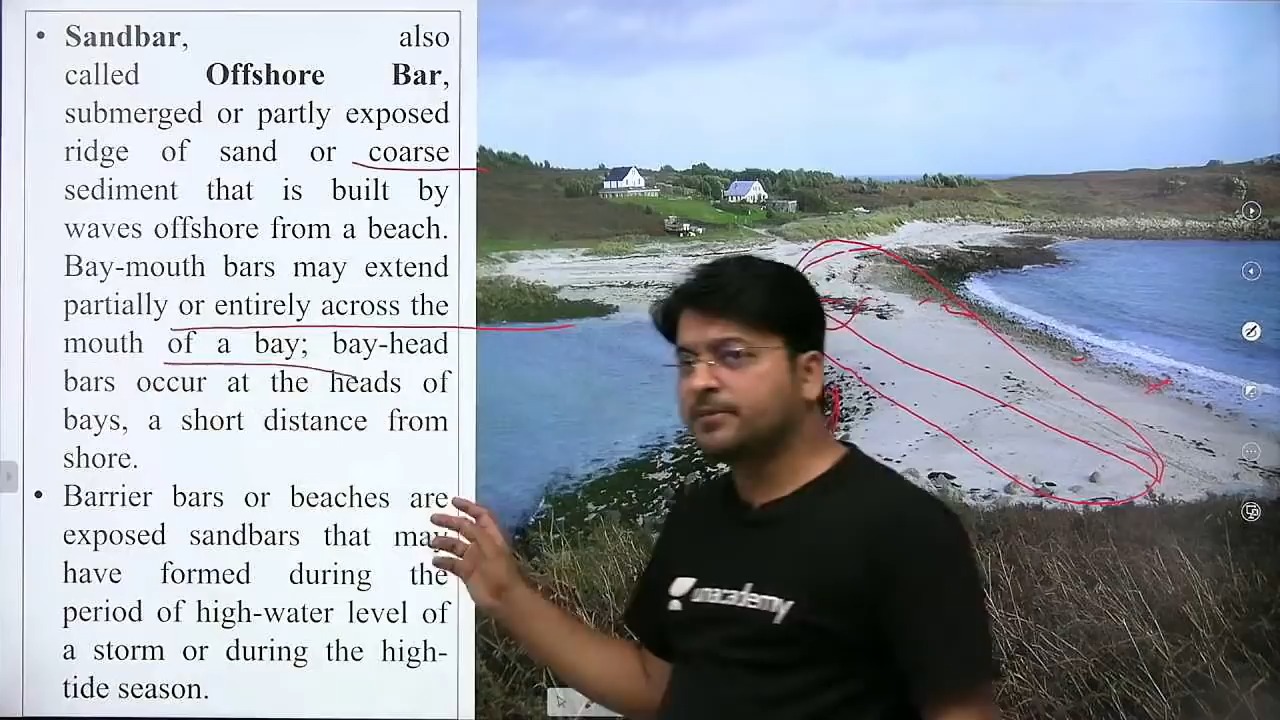 • Sandbar, also
called Offshore Bar,
submerged or partly exposed
ridge of sand or coarse
sediment that is built by
waves offshore from a beach.
Bay-mouth bars may extend
partially or entirely across the
mouth of a bay; bay-head
bars occur at the heads of
bays, a short distance from
shore.
• Barrier bars or beaches are
exposed sandbars that may
have formed during the
period of high-water level of
a storm or during the high-
tide season.
unacademy